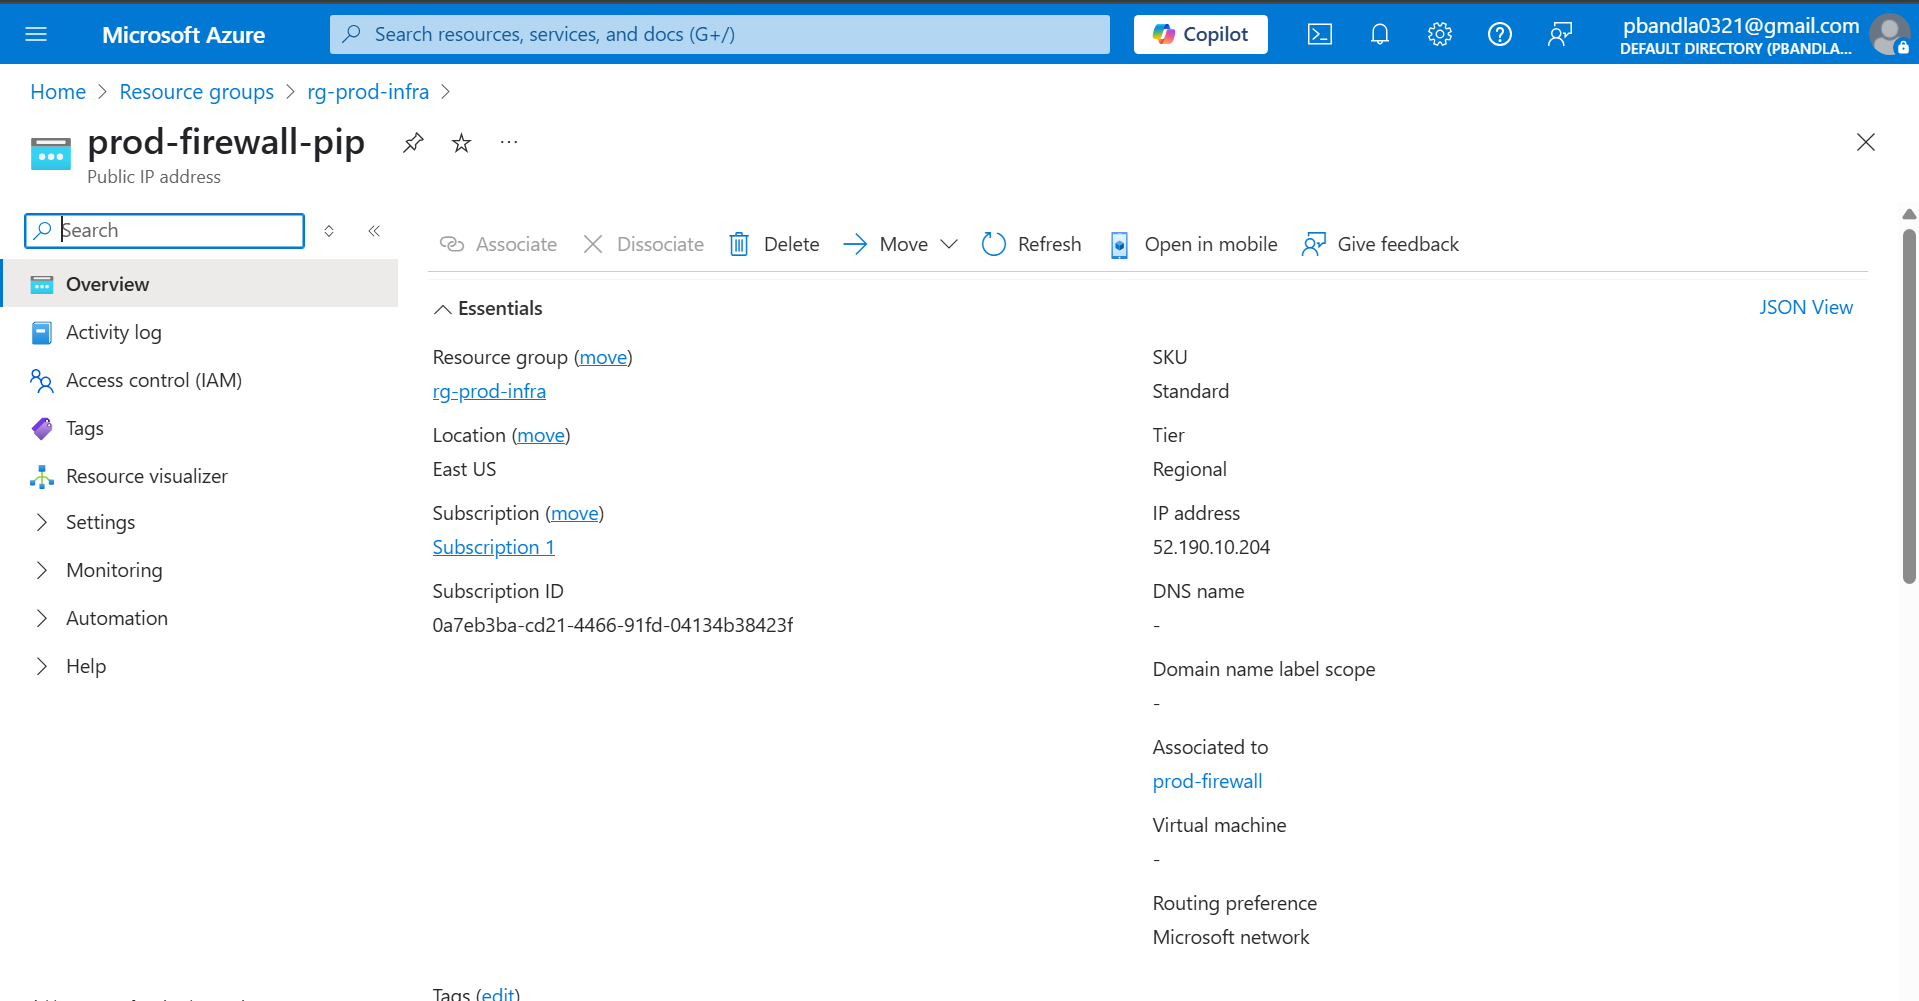 Microsoft Azure
Search resources, services, and docs (G+/)
Copilot
pbandla0321@gmail.com
DEFAULT DIRECTORY (PBANDLA...
Home > Resource groups > rg-prod-infra >
prod-firewall-pip
Public IP address
Search
Overview
Activity log
Access control (IAM)
Tags
Resource visualizer
Settings
Monitoring
Automation
Help
Associate
Dissociate
Delete
Move
Refresh
Open in mobile
Give feedback
Essentials
JSON View
Resource group (move)
rg-prod-infra
Location (move)
East US
Subscription (move)
Subscription 1
Subscription ID
0a7eb3ba-cd21-4466-91fd-04134b38423f
SKU
Standard
Tier
Regional
IP address
52.190.10.204
DNS name
-
Domain name label scope
-
Associated to
prod-firewall
Virtual machine
-
Routing preference
Microsoft network
Tags (edit)